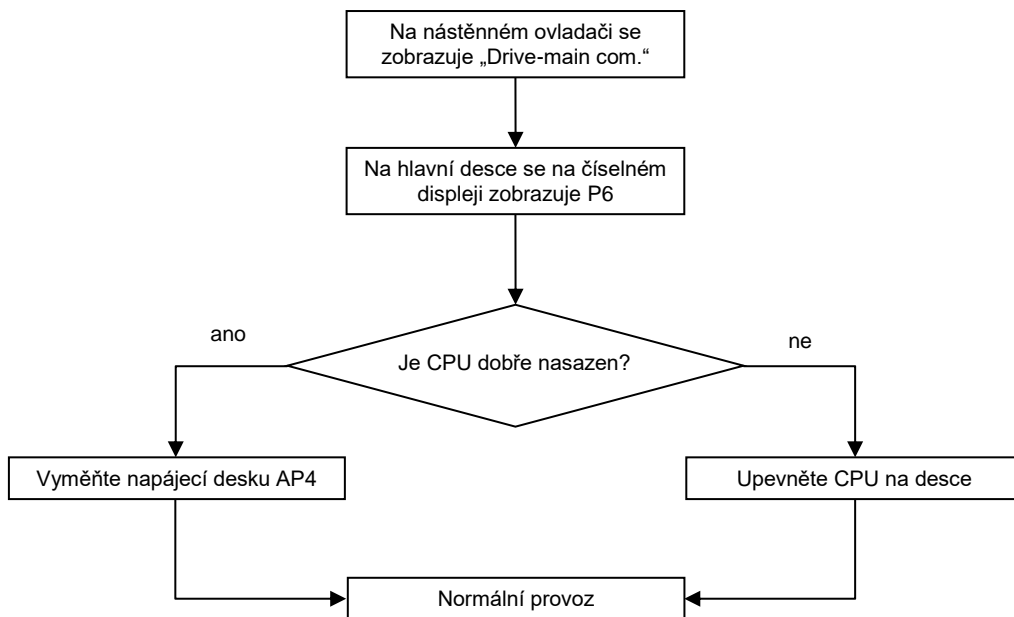 Na nástěnném ovladači se
zobrazuje „Drive-main com.“
Na hlavní desce se na číselném
displeji zobrazuje P6
ano
ne
Je CPU dobře nasazen?
Vyměňte napájecí desku AP4
Upevněte CPU na desce
Normální provoz